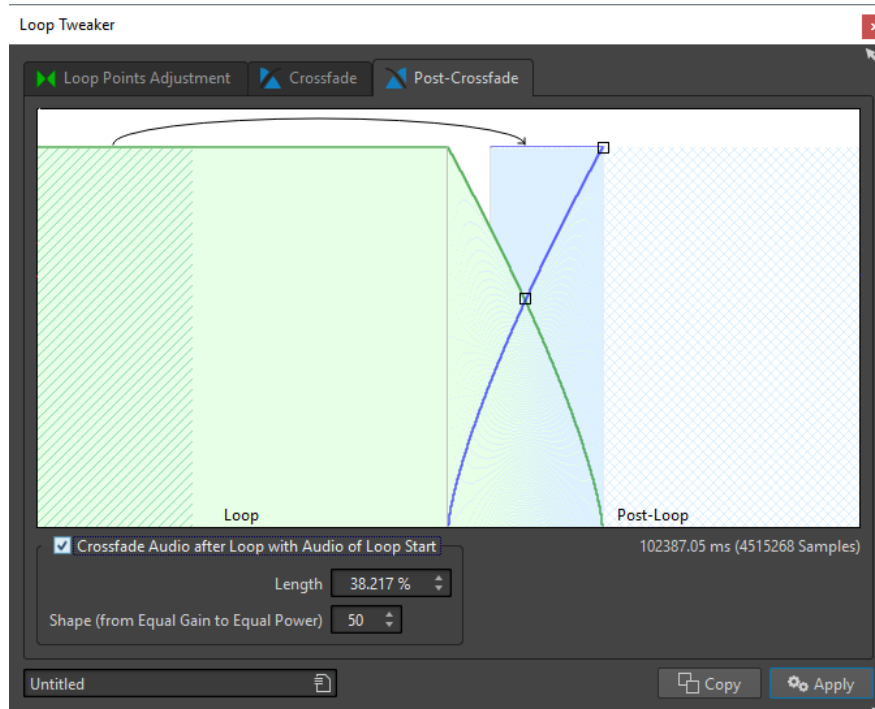 Loop Tweaker
Loop Points Adjustment
Crossfade
Post-Crossfade
Loop
Post-Loop
Crossfade Audio after Loop with Audio of Loop Start
102387.05 ms (4515268 Samples)
Length 38.217 %
Shape (from Equal Gain to Equal Power) 50
Untitled
Copy
Apply